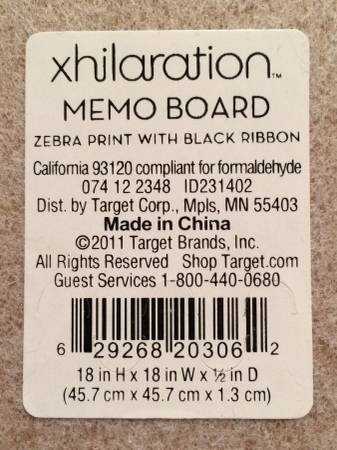 xhilaration™
MEMO BOARD
ZEBRA PRINT WITH BLACK RIBBON
California 93120 compliant for formaldehyde
074 12 2348 ID231402
Dist. by Target Corp., Mpls, MN 55403
Made in China
©2011 Target Brands, Inc.
All Rights Reserved Shop Target.com
Guest Services 1-800-440-0680
6 29268 20306 2
18 in H x 18 in W x ½ in D
(45.7 cm x 45.7 cm x 1.3 cm)